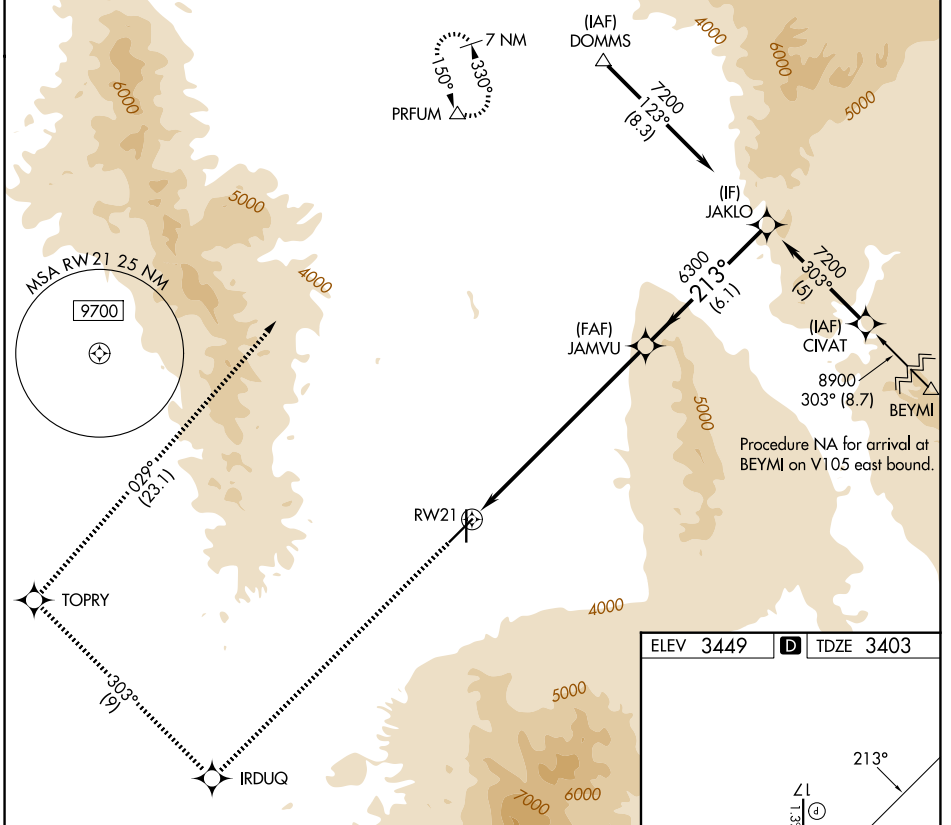 (IAF)
DOMMS
4000
7 NM
6000
150°
330°
7200
123°
(8.3)
PRFUM
6000
5000
5000
(IF)
JAKLO
MSA RW21 25 NM
4000
9700
6300
213°
(6.1)
7200
303°
(5)
(FAF)
JAMVU
(IAF)
CIVAT
8900
303° (8.7)
BEYMI
5000
Procedure NA for arrival at
BEYMI on V105 east bound.
029°
(23.1)
RW21
TOPRY
4000
303°
(9)
ELEV 3449
D
TDZE 3403
5000
IRDUQ
213°
7000
6000
17
P